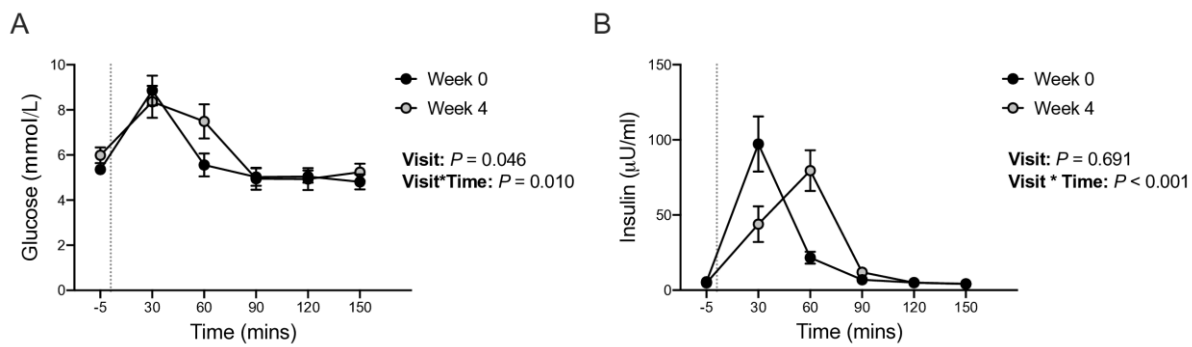 A
10
8
6
4
2
0
Glucose (mmol/L)
-5 30 60 90 120 150
Time (mins)
Week 0
Week 4
Visit: P = 0.046
Visit*Time: P = 0.010
B
150
100
50
0
Insulin (µU/ml)
-5 30 60 90 120 150
Time (mins)
Week 0
Week 4
Visit: P = 0.691
Visit * Time: P < 0.001